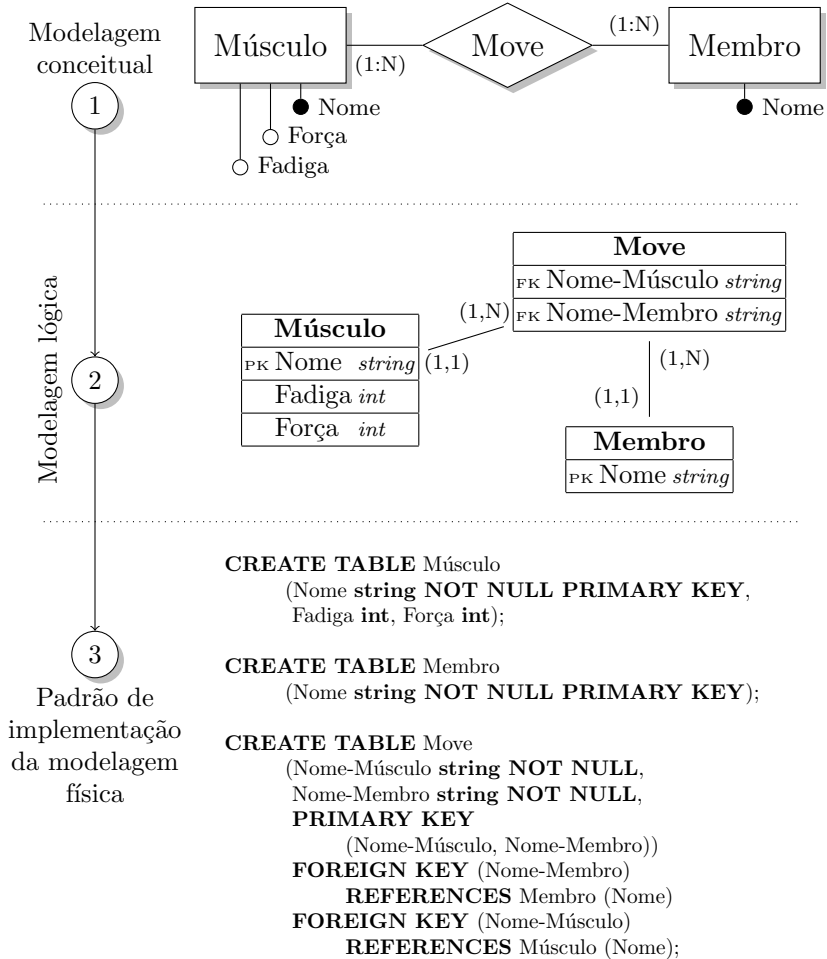 Modelagem
conceitual
1
Músculo
(1:N)
Move
(1:N)
Membro
Nome
Força
Fadiga
Nome
Modelagem lógica
2
Move
FK Nome-Músculo string
FK Nome-Membro string
(1,N)
(1,1)
Músculo
PK Nome string
Fadiga int
Força int
(1,N)
(1,1)
Membro
PK Nome string
3
Padrão de
implementação
da modelagem
física
CREATE TABLE Músculo
(Nome string NOT NULL PRIMARY KEY,
Fadiga int, Força int);
CREATE TABLE Membro
(Nome string NOT NULL PRIMARY KEY);
CREATE TABLE Move
(Nome-Músculo string NOT NULL,
Nome-Membro string NOT NULL,
PRIMARY KEY
(Nome-Músculo, Nome-Membro))
FOREIGN KEY (Nome-Membro)
REFERENCES Membro (Nome)
FOREIGN KEY (Nome-Músculo)
REFERENCES Músculo (Nome);